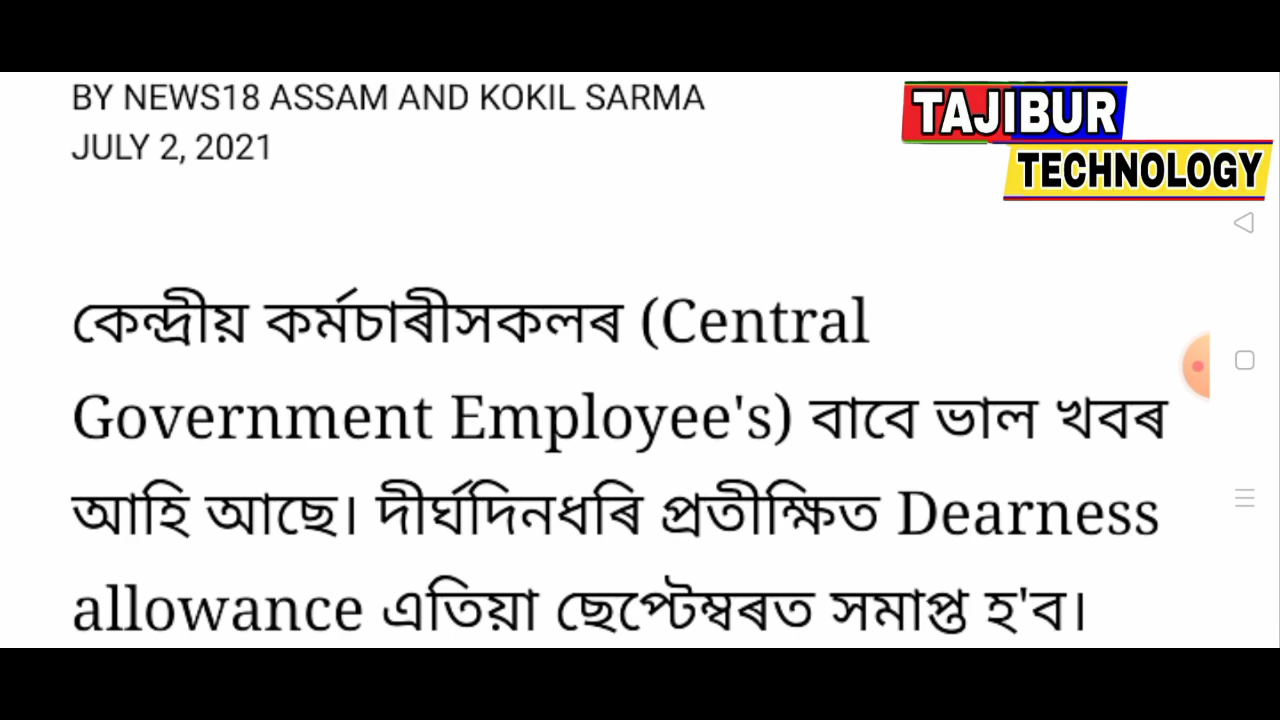 BY NEWS18 ASSAM AND KOKIL SARMA
JULY 2, 2021
TAJIBUR
TECHNOLOGY
কেন্দ্ৰীয় কৰ্মচাৰীসকলৰ (Central
Government Employee's) বাবে ভাল খবৰ
আহি আছে। দীৰ্ঘদিনধৰি প্ৰতীক্ষিত Dearness
allowance এতিয়া ছেপ্টেম্বৰত সমাপ্ত হ'ব।